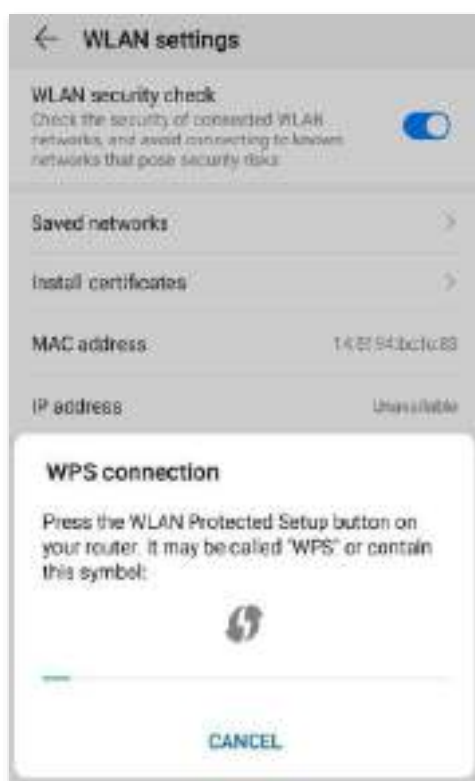 WLAN settings
WLAN security check
Check the security of connected WLAN
networks, and avoid connecting to known
networks that pose security risks
Saved networks
Install certificates
MAC address
IP address
Unavailable
WPS connection
Press the WLAN Protected Setup button on
your router. It may be called "WPS" or contain
this symbol:
CANCEL